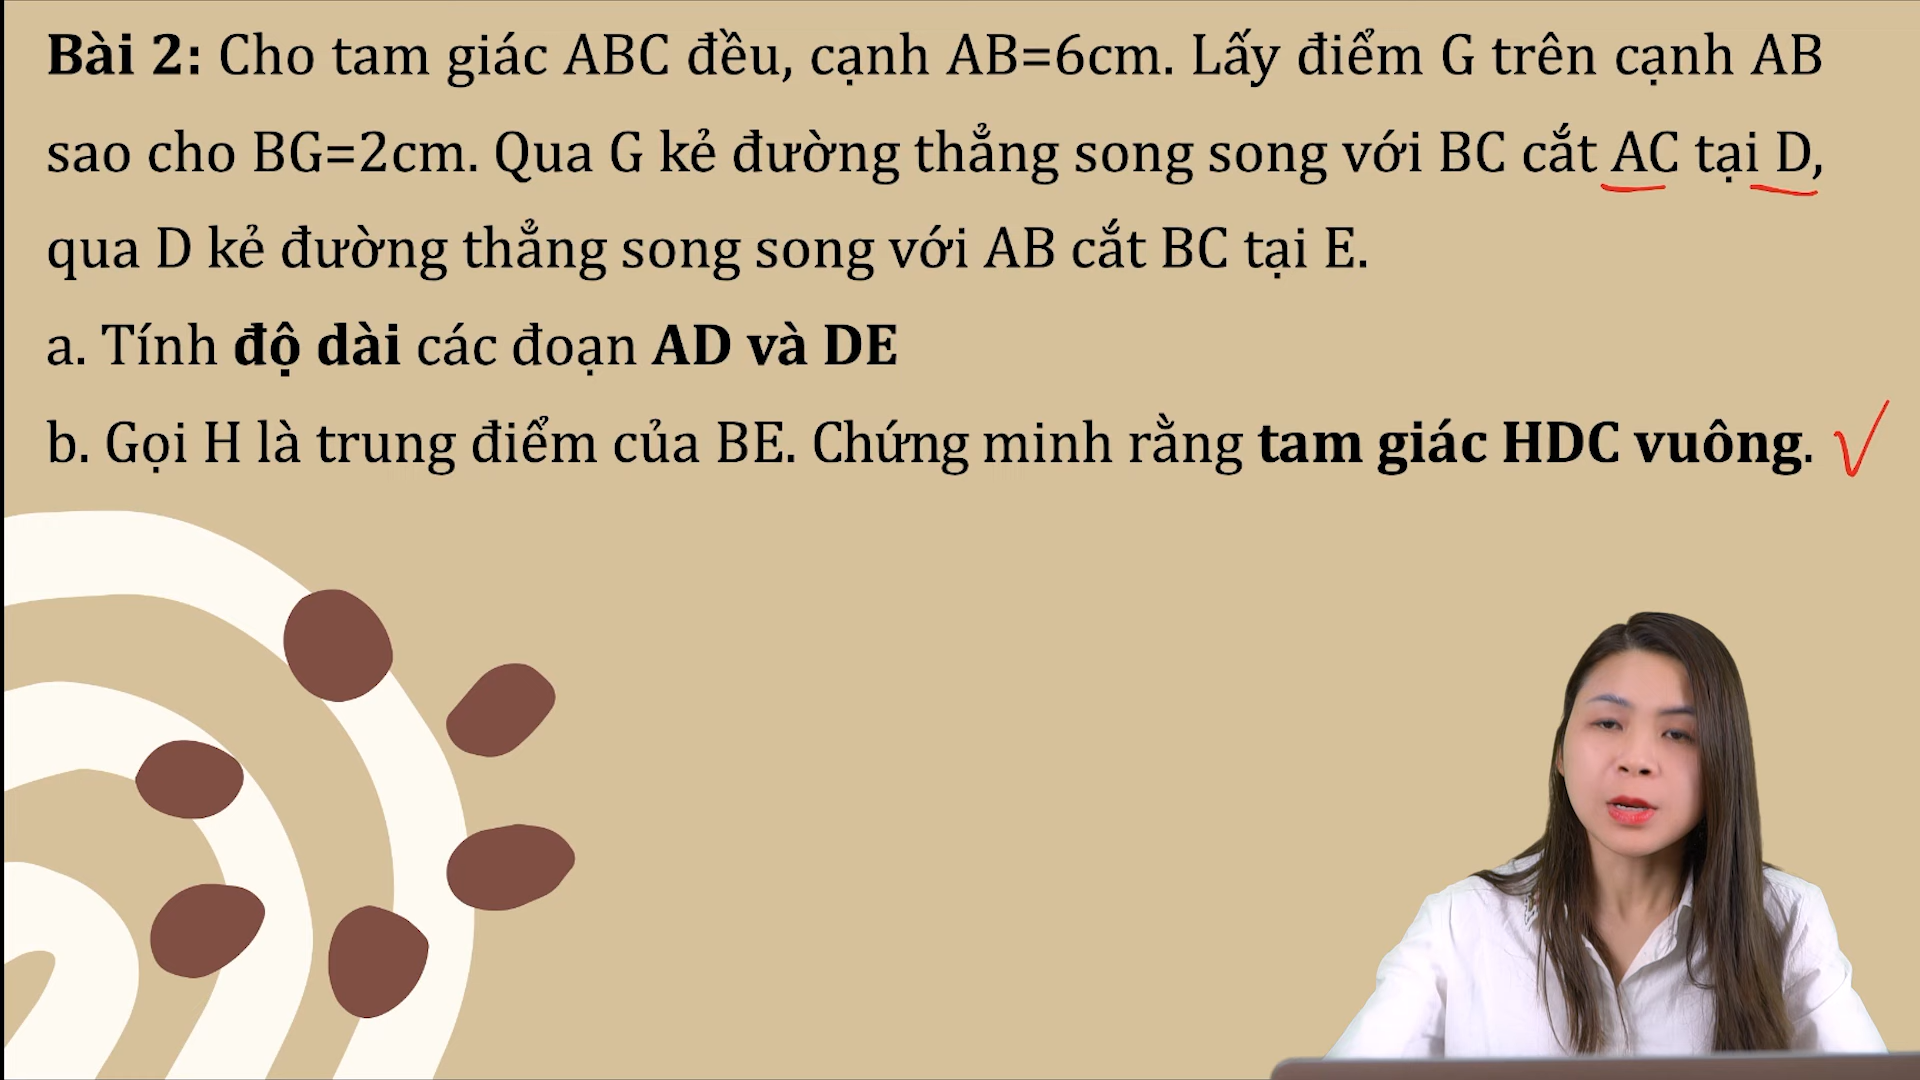 Bài 2: Cho tam giác ABC đều, cạnh AB=6cm. Lấy điểm G trên cạnh AB
sao cho BG=2cm. Qua G kẻ đường thẳng song song với BC cắt AC tại D,
qua D kẻ đường thẳng song song với AB cắt BC tại E.
a. Tính độ dài các đoạn AD và DE
b. Gọi H là trung điểm của BE. Chứng minh rằng tam giác HDC vuông.